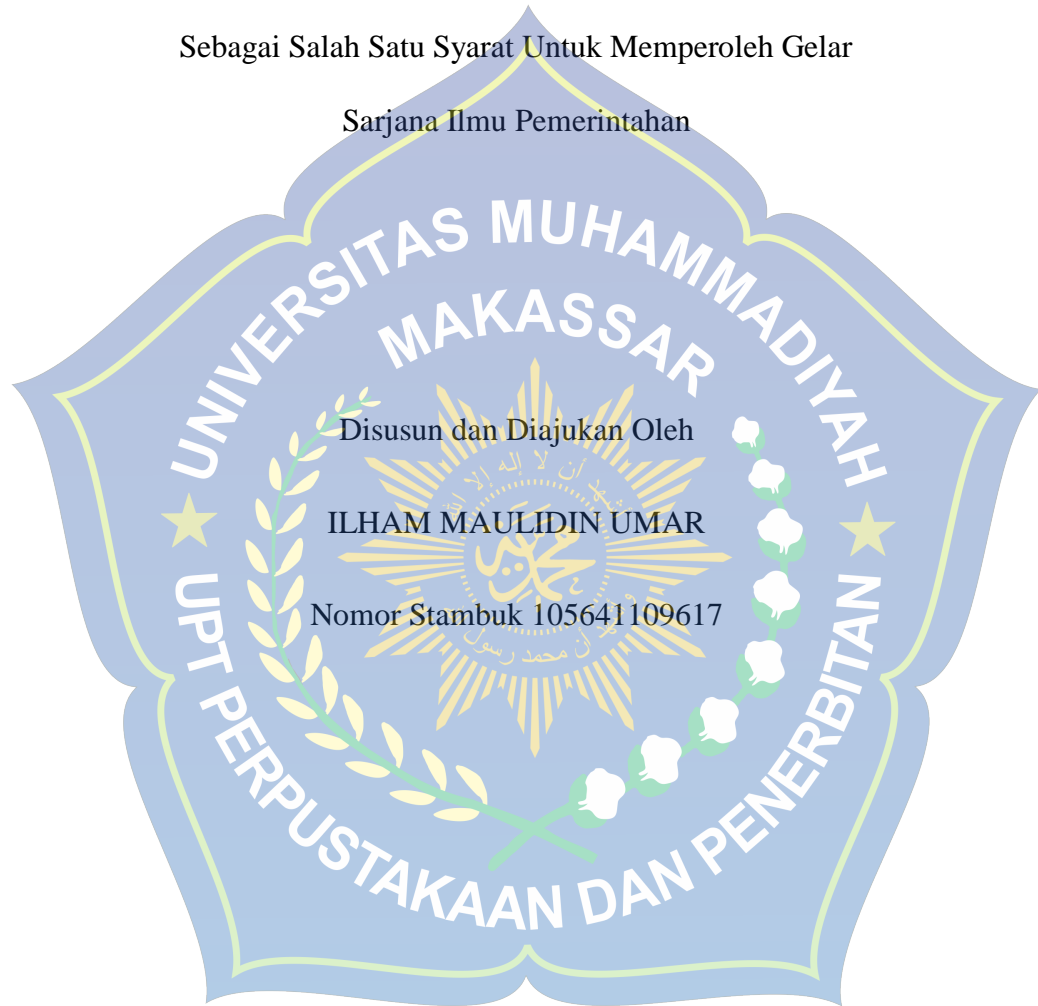 Sebagai Salah Satu Syarat Untuk Memperoleh Gelar
Sarjana Ilmu Pemerintahan
UNIVERSITAS MUHAMMADIYAH
MAKASSAR
Disusun dan Diajukan Oleh
ILHAM MAULIDIN UMAR
Nomor Stambuk 105641109617
UPT PERPUSTAKAAN DAN PENERBITAN